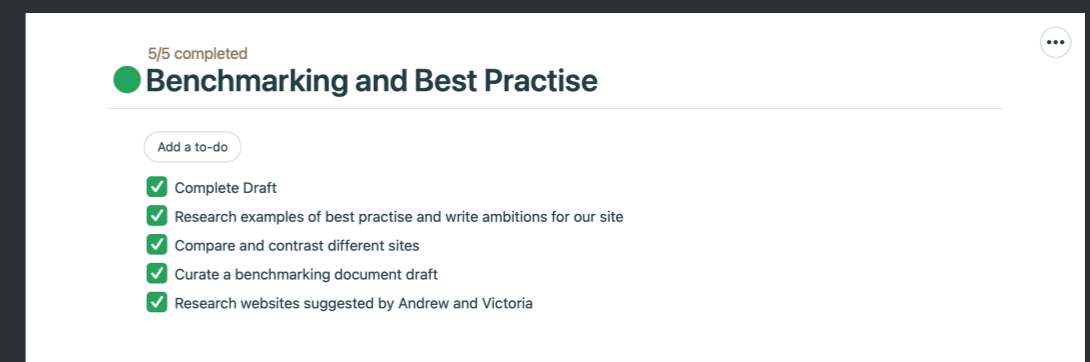 5/5 completed
Benchmarking and Best Practise
Add a to-do
Complete Draft
Research examples of best practise and write ambitions for our site
Compare and contrast different sites
Curate a benchmarking document draft
Research websites suggested by Andrew and Victoria